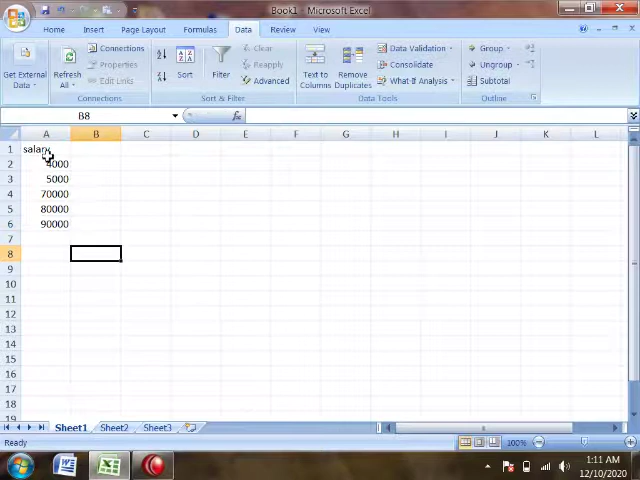 Book1 - Microsoft Excel
Home Insert Page Layout Formulas Data Review View
Get External Data
Refresh All
Connections
Properties
Edit Links
Connections
Sort
Filter
Clear
Reapply
Advanced
Sort & Filter
Text to Columns
Remove Duplicates
Data Validation
Consolidate
What-If Analysis
Data Tools
Group
Ungroup
Subtotal
Outline
B8
A B C D E F G H I J K L
1 salary
2 4000
3 5000
4 70000
5 80000
6 90000
7
8
9
10
11
12
13
14
15
16
17
18
19
Sheet1 Sheet2 Sheet3
Ready
100%
1:11 AM
12/10/2020